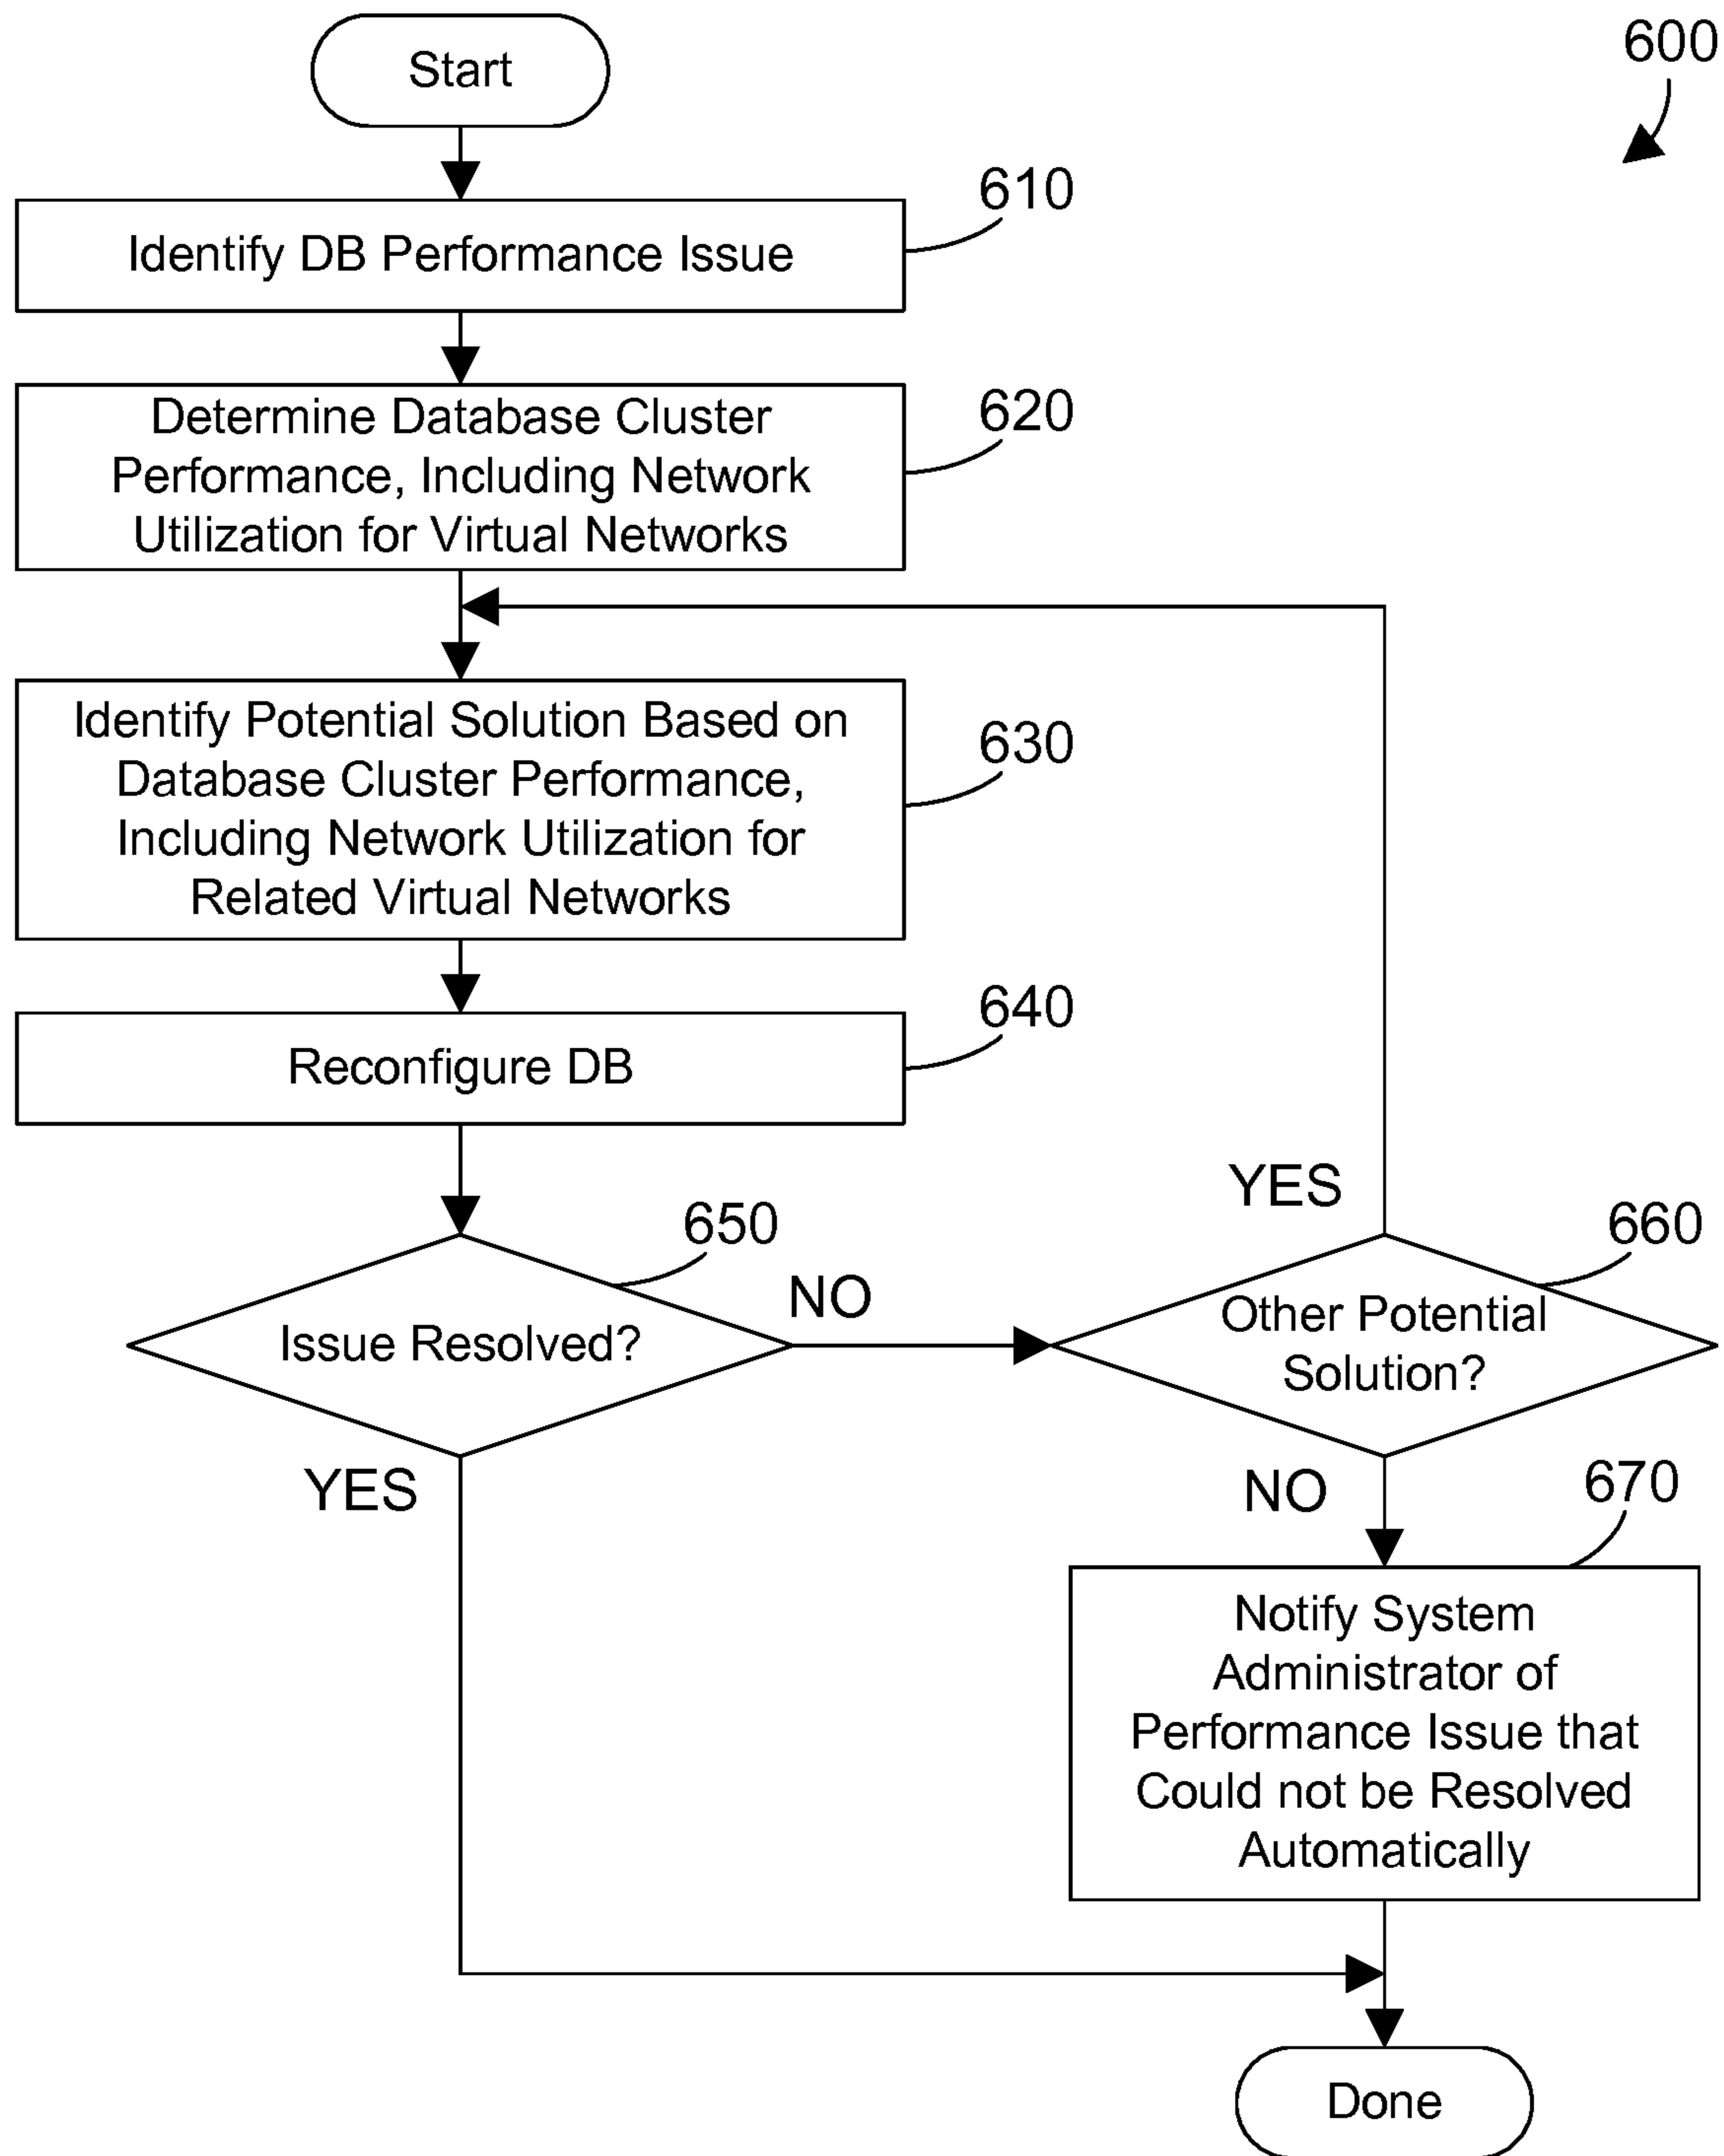 Start
600
610
Identify DB Performance Issue
620
Determine Database Cluster
Performance, Including Network
Utilization for Virtual Networks
630
Identify Potential Solution Based on
Database Cluster Performance,
Including Network Utilization for
Related Virtual Networks
640
Reconfigure DB
650
Issue Resolved?
NO
YES
YES
660
Other Potential
Solution?
NO
670
Notify System
Administrator of
Performance Issue that
Could not be Resolved
Automatically
Done